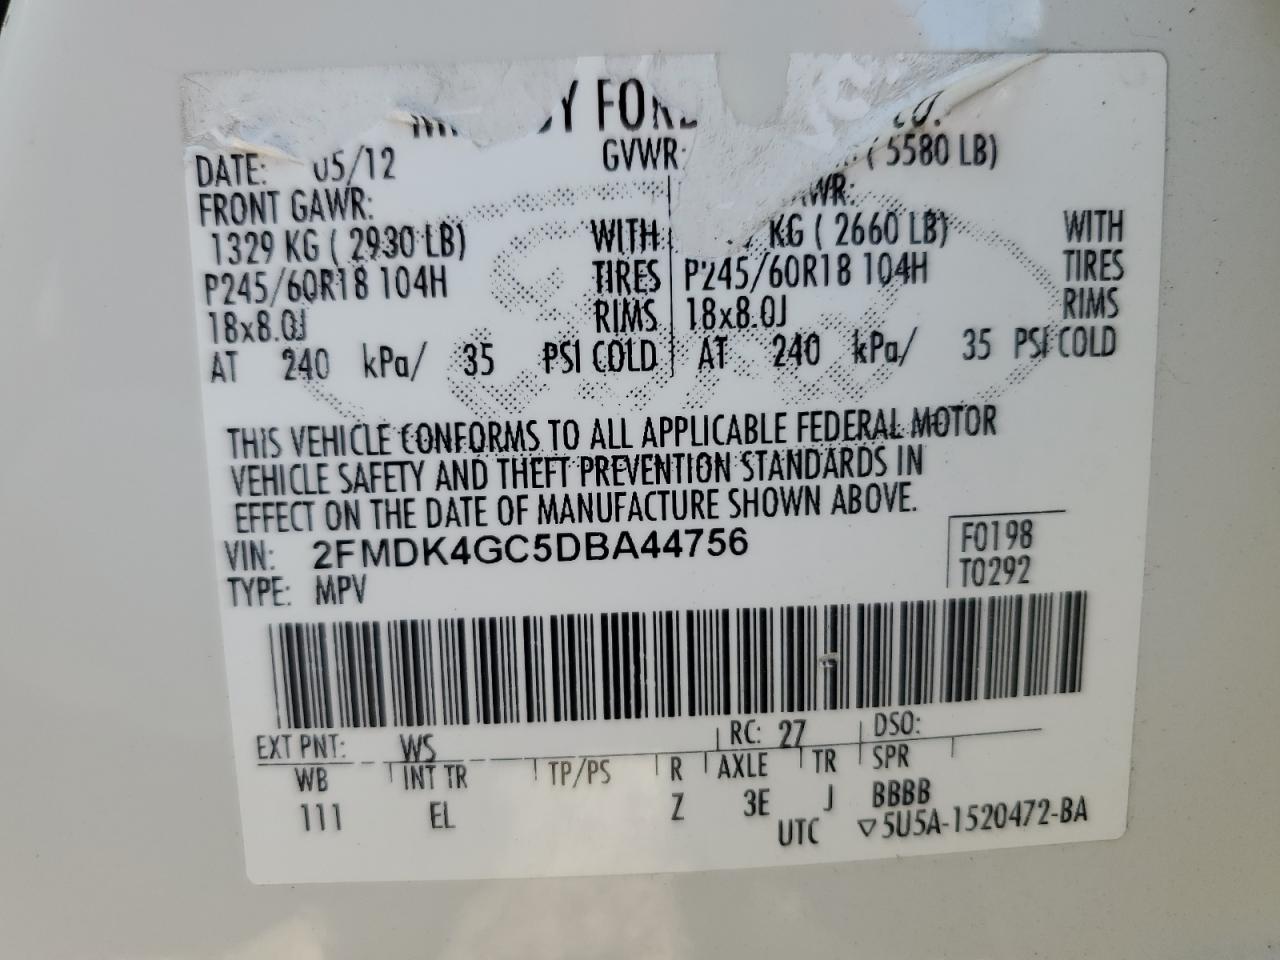 FORD
DATE: 05/12 GVWR: ( 5580 LB)
FRONT GAWR:
1329 KG ( 2930 LB) WITH KG ( 2660 LB) WITH
P245/60R18 104H TIRES P245/60R18 104H TIRES
18x8.0J RIMS 18x8.0J RIMS
AT 240 kPa/ 35 PSI COLD AT 240 kPa/ 35 PSI COLD
THIS VEHICLE CONFORMS TO ALL APPLICABLE FEDERAL MOTOR
VEHICLE SAFETY AND THEFT PREVENTION STANDARDS IN
EFFECT ON THE DATE OF MANUFACTURE SHOWN ABOVE.
VIN: 2FMDK4GC5DBA44756 F0198
TYPE: MPV T0292
EXT PNT: WS RC: 27 DSO:
WB INT TR TP/PS R AXLE TR SPR
111 EL Z 3E J BBBB
UTC ▽5U5A-1520472-BA